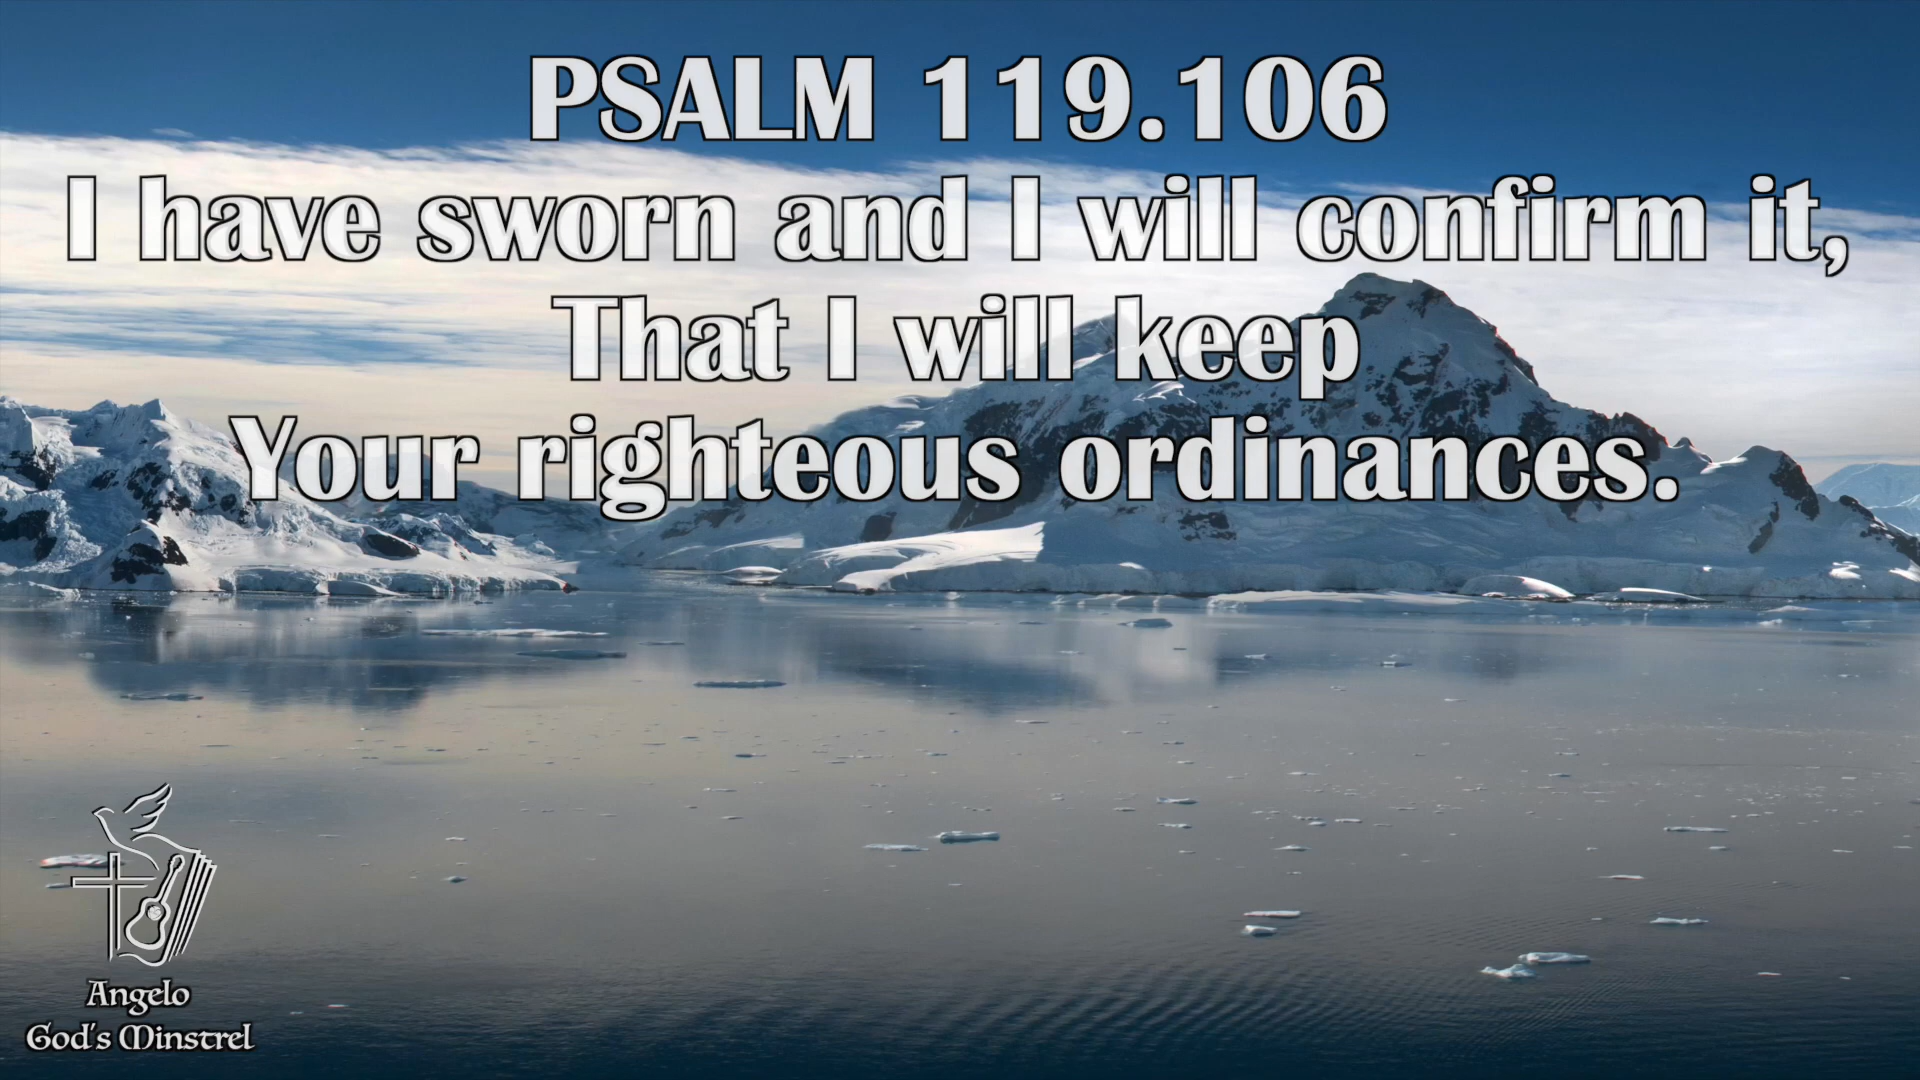 PSALM 119.106
I have sworn and I will confirm it,
That I will keep
Your righteous ordinances.
Angelo
God's Minstrel